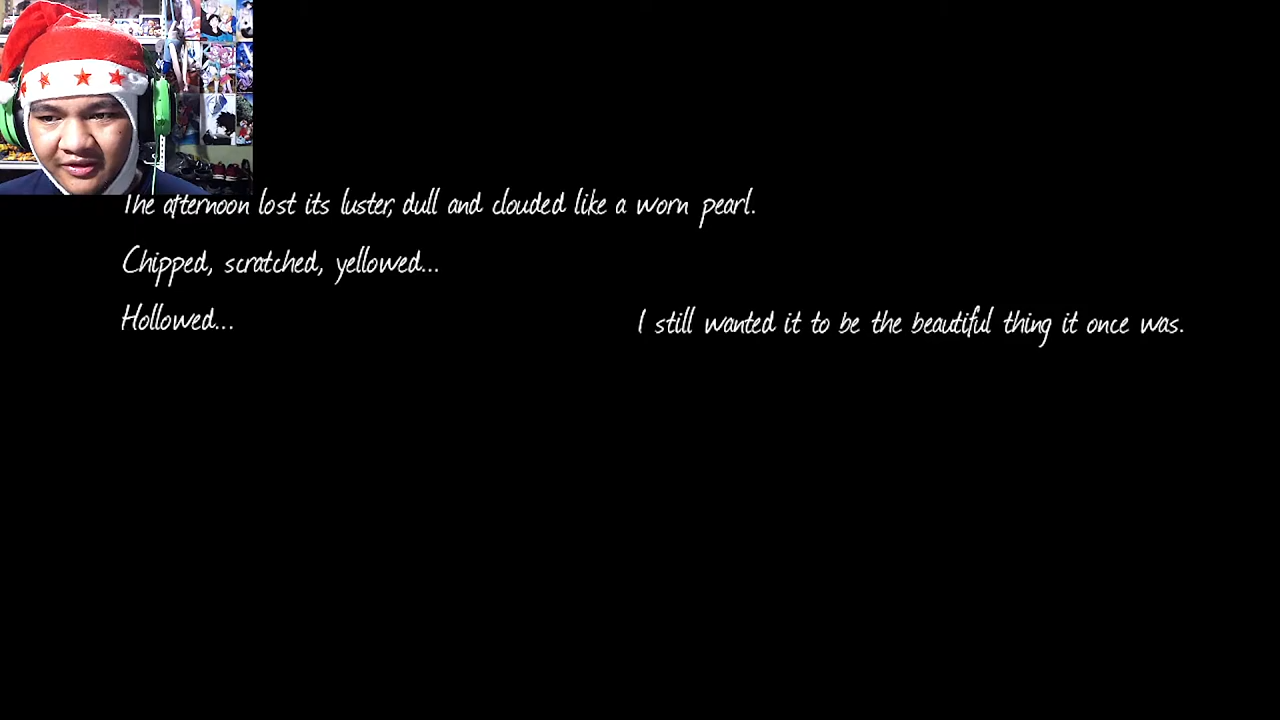 The afternoon lost its luster, dull and clouded like a worn pearl.
Chipped, scratched, yellowed...
Hollowed...
I still wanted it to be the beautiful thing it once was.